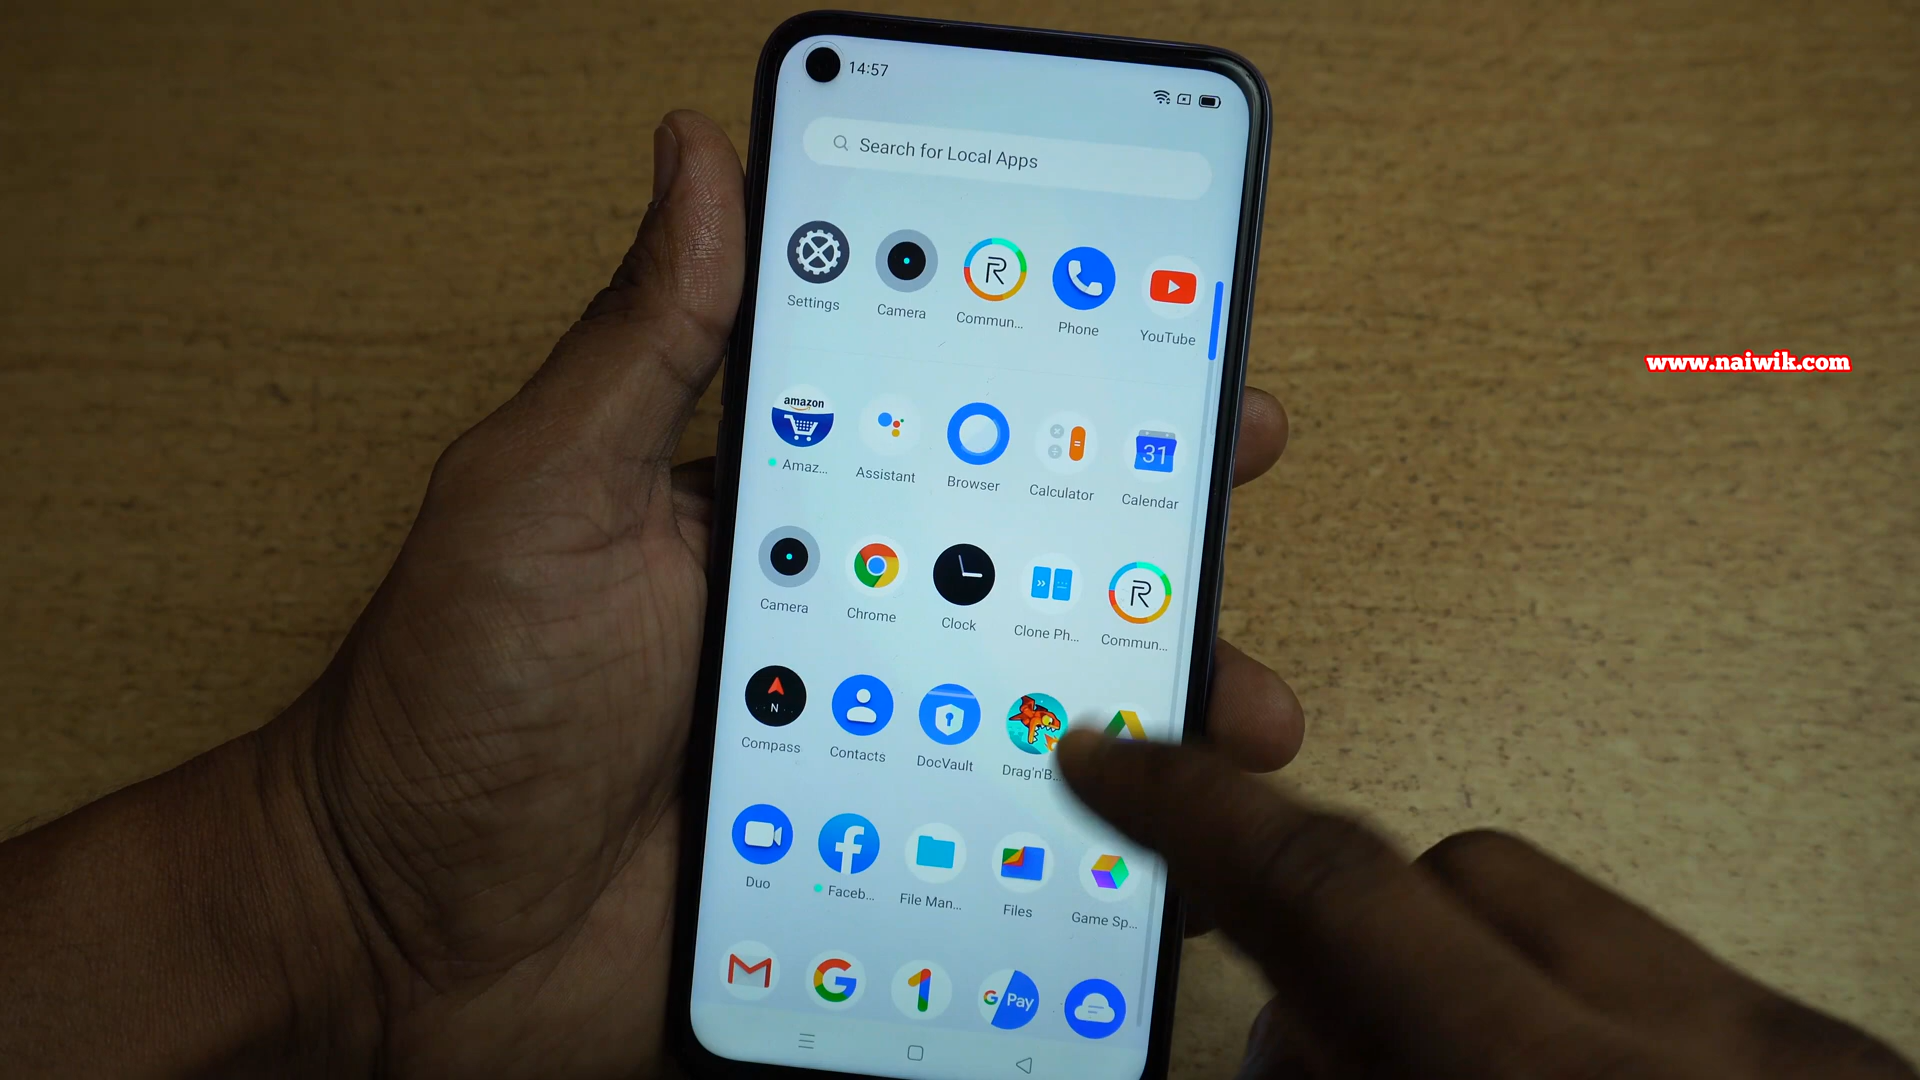 14:57
Search for Local Apps
Settings
Camera
Commun...
Phone
YouTube
www.naiwik.com
amazon
31
Amaz...
Assistant
Browser
Calculator
Calendar
Camera
Chrome
Clock
Clone Ph...
Commun...
N
Compass
Contacts
DocVault
Drag'n'B...
Duo
Faceb...
File Man...
Files
Game Sp...
G Pay